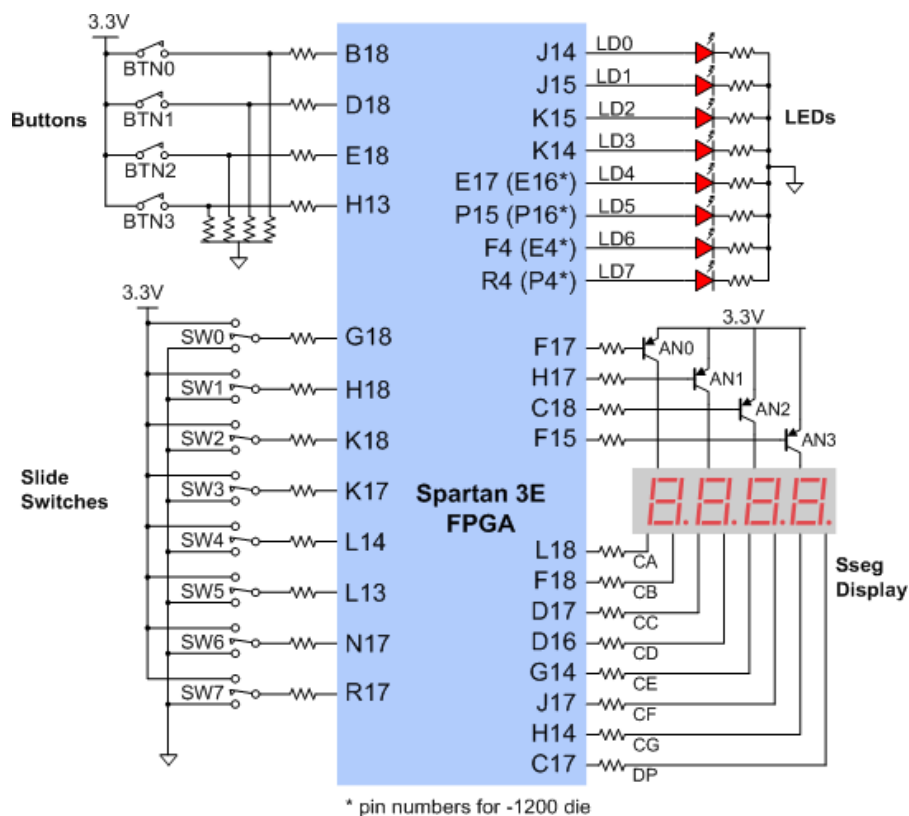 3.3V
BTN0
BTN1
BTN2
BTN3
Buttons
B18
D18
E18
H13
J14 LD0
J15 LD1
K15 LD2
K14 LD3
E17 (E16*) LD4
P15 (P16*) LD5
F4 (E4*) LD6
R4 (P4*) LD7
LEDs
3.3V
SW0 G18
SW1 H18
SW2 K18
SW3 K17
SW4 L14
SW5 L13
SW6 N17
SW7 R17
Slide
Switches
Spartan 3E
FPGA
3.3V
F17 AN0
H17 AN1
C18 AN2
F15 AN3
8.8.8.8.
L18 CA
F18 CB
D17 CC
D16 CD
G14 CE
J17 CF
H14 CG
C17 DP
Sseg
Display
* pin numbers for -1200 die